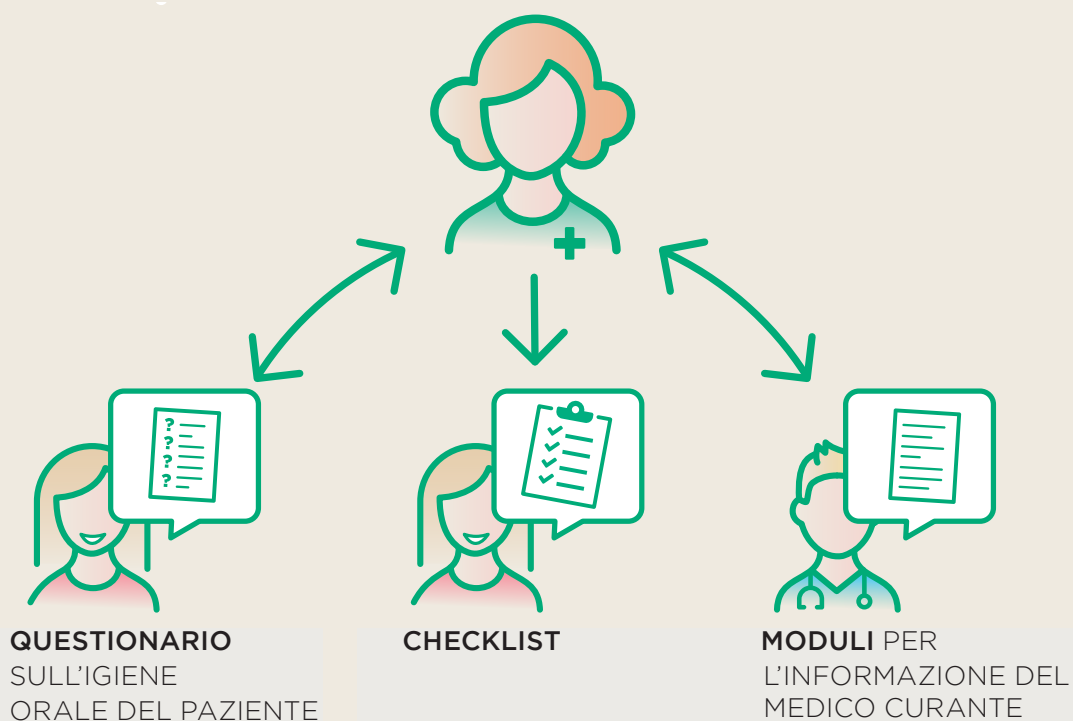 QUESTIONARIO
SULL'IGIENE
ORALE DEL PAZIENTE
CHECKLIST
MODULI PER
L'INFORMAZIONE DEL
MEDICO CURANTE